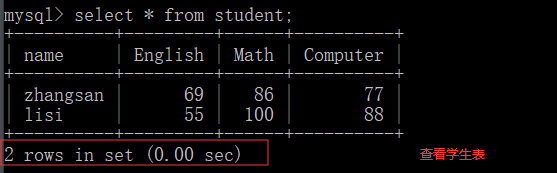 mysql> select * from student;
+-----------+---------+------+----------+
| name      | English | Math | Computer |
+-----------+---------+------+----------+
| zhangsan  |      69 |   86 |       77 |
| lisi      |      55 |  100 |       88 |
+-----------+---------+------+----------+
2 rows in set (0.00 sec)
查看学生表